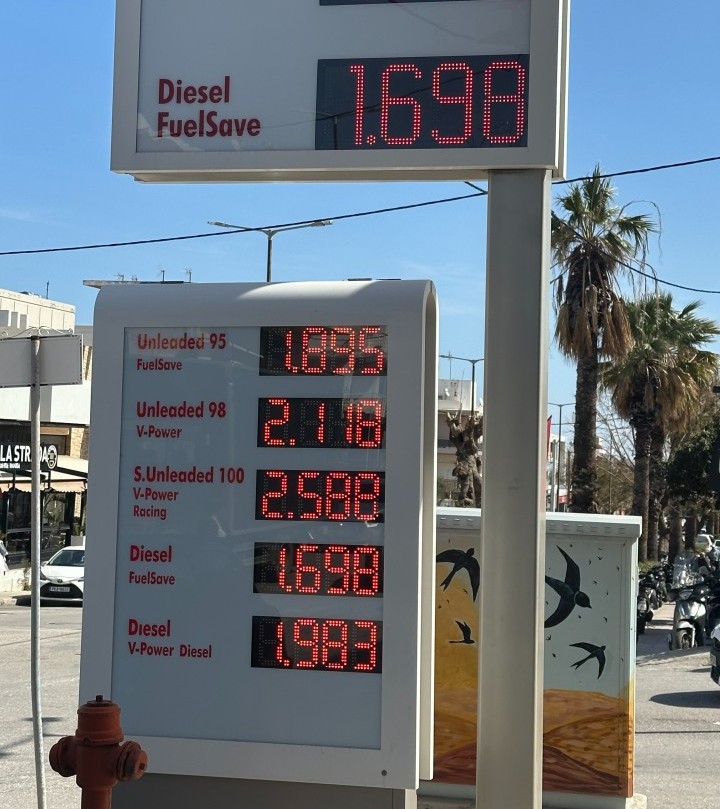 Diesel
FuelSave
1.698
Unleaded 95
FuelSave
1.895
Unleaded 98
V-Power
2.118
S.Unleaded 100
V-Power
Racing
2.588
Diesel
FuelSave
1.698
Diesel
V-Power Diesel
1.983
LA STRADA